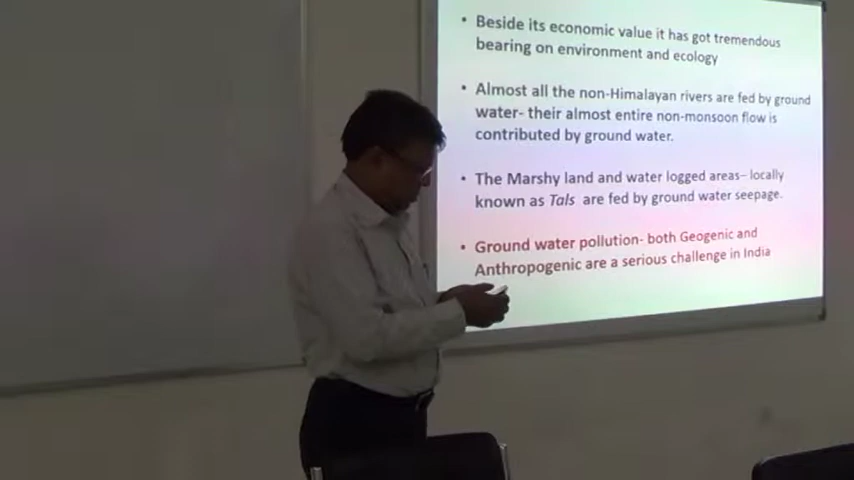 • Beside its economic value it has got tremendous
bearing on environment and ecology
• Almost all the non-Himalayan rivers are fed by ground
water- their almost entire non-monsoon flow is
contributed by ground water.
• The Marshy land and water logged areas– locally
known as Tals are fed by ground water seepage.
• Ground water pollution- both Geogenic and
Anthropogenic are a serious challenge in India